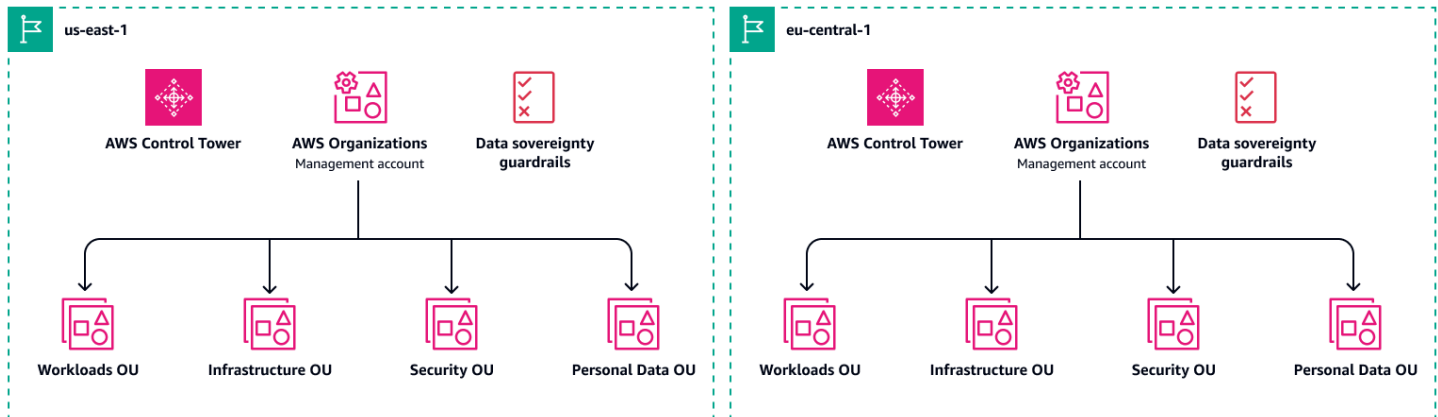 us-east-1
AWS Control Tower
AWS Organizations
Management account
Data sovereignty
guardrails
Workloads OU
Infrastructure OU
Security OU
Personal Data OU
eu-central-1
AWS Control Tower
AWS Organizations
Management account
Data sovereignty
guardrails
Workloads OU
Infrastructure OU
Security OU
Personal Data OU